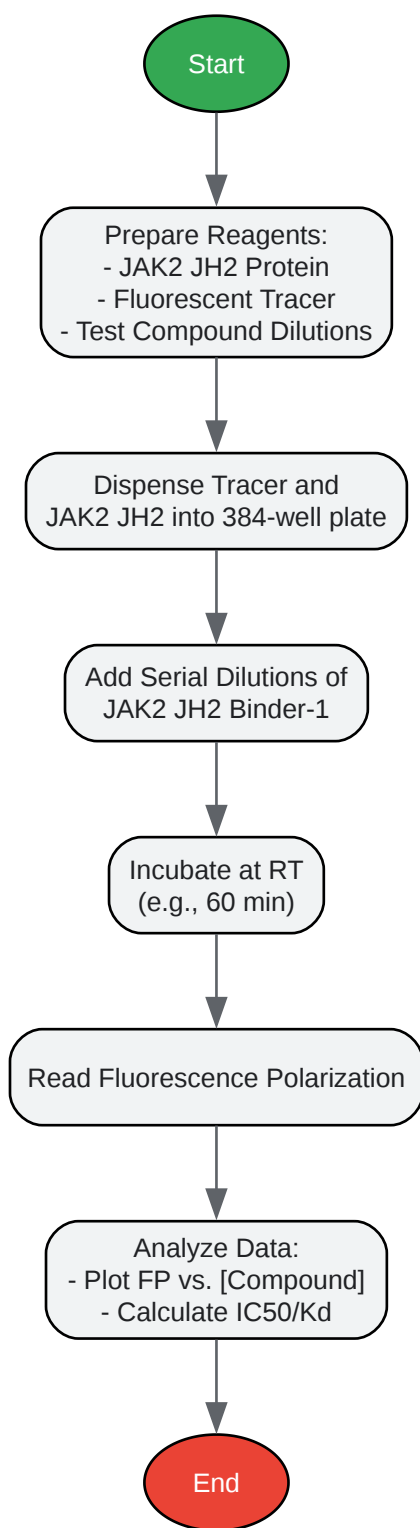 Start
Prepare Reagents:
- JAK2 JH2 Protein
- Fluorescent Tracer
- Test Compound Dilutions
Dispense Tracer and
JAK2 JH2 into 384-well plate
Add Serial Dilutions of
JAK2 JH2 Binder-1
Incubate at RT
(e.g., 60 min)
Read Fluorescence Polarization
Analyze Data:
- Plot FP vs. [Compound]
- Calculate IC50/Kd
End